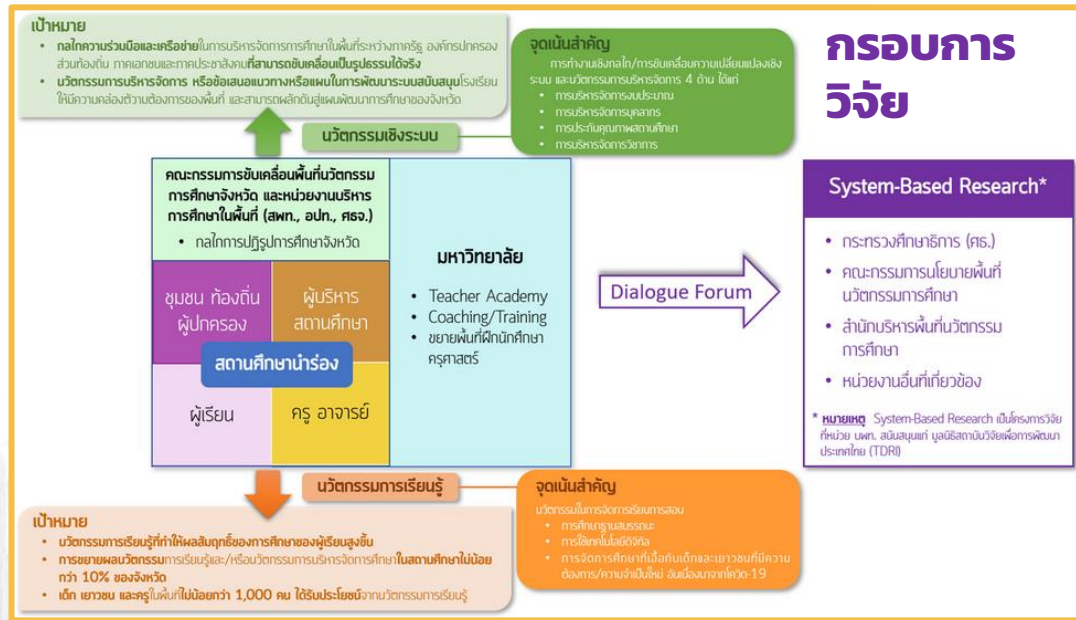 เป้าหมาย
• กลไกความร่วมมือและเครือข่ายในการบริหารจัดการการศึกษาในพื้นที่ระหว่างภาครัฐ องค์กรปกครอง
ส่วนท้องถิ่น ภาคเอกชนและภาคประชาสังคมที่สามารถขับเคลื่อนเป็นรูปธรรมได้จริง
• นวัตกรรมการบริหารจัดการ หรือข้อเสนอแนวทางหรือแผนในการพัฒนาระบบสนับสนุนโรงเรียน
ให้มีความคล่องตัวตามต้องการของพื้นที่ และสามารถผลักดันสู่แผนพัฒนาการศึกษาของจังหวัด
นวัตกรรมเชิงระบบ
จุดเน้นสำคัญ
การทำงานเชิงกลไก/การขับเคลื่อนความเปลี่ยนแปลงเชิง
ระบบ และนวัตกรรมการบริหารจัดการ 4 ด้าน ได้แก่
• การบริหารจัดการงบประมาณ
• การบริหารจัดการบุคลากร
• การประกันคุณภาพสถานศึกษา
• การบริหารจัดการวิชาการ
กรอบการ
วิจัย
คณะกรรมการขับเคลื่อนพื้นที่นวัตกรรม
การศึกษาจังหวัด และหน่วยงานบริหาร
การศึกษาในพื้นที่ (สพท., อปท., ศธจ.)
• กลไกการปฏิรูปการศึกษาจังหวัด
ชุมชน ท้องถิ่น
ผู้ปกครอง
ผู้บริหาร
สถานศึกษา
สถานศึกษานำร่อง
ผู้เรียน
ครู อาจารย์
มหาวิทยาลัย
• Teacher Academy
• Coaching/Training
• ขยายพื้นที่ฝึกนักศึกษา
ครุศาสตร์
Dialogue Forum
System-Based Research*
• กระทรวงศึกษาธิการ (ศธ.)
• คณะกรรมการนโยบายพื้นที่
นวัตกรรมการศึกษา
• สำนักบริหารพื้นที่นวัตกรรม
การศึกษา
• หน่วยงานอื่นที่เกี่ยวข้อง
* หมายเหตุ System-Based Research เป็นโครงการวิจัย
ที่หน่วย บพท. สนับสนุนแก่ มูลนิธิสถาบันวิจัยเพื่อการพัฒนา
ประเทศไทย (TDRI)
นวัตกรรมการเรียนรู้
เป้าหมาย
• นวัตกรรมการเรียนรู้ที่ทำให้ผลสัมฤทธิ์ของการศึกษาของผู้เรียนสูงขึ้น
• การขยายผลนวัตกรรมการเรียนรู้และ/หรือนวัตกรรมการบริหารจัดการศึกษาในสถานศึกษาไม่น้อย
กว่า 10% ของจังหวัด
• เด็ก เยาวชน และครูในพื้นที่ไม่น้อยกว่า 1,000 คน ได้รับประโยชน์จากนวัตกรรมการเรียนรู้
จุดเน้นสำคัญ
นวัตกรรมในการจัดการเรียนการสอน
• การศึกษาฐานสมรรถนะ
• การใช้เทคโนโลยีดิจิทัล
• การจัดการศึกษาที่เอื้อกับเด็กและเยาวชนที่มีความ
ต้องการ/ความจำเป็นใหม่ อันเนื่องมาจากโควิด-19